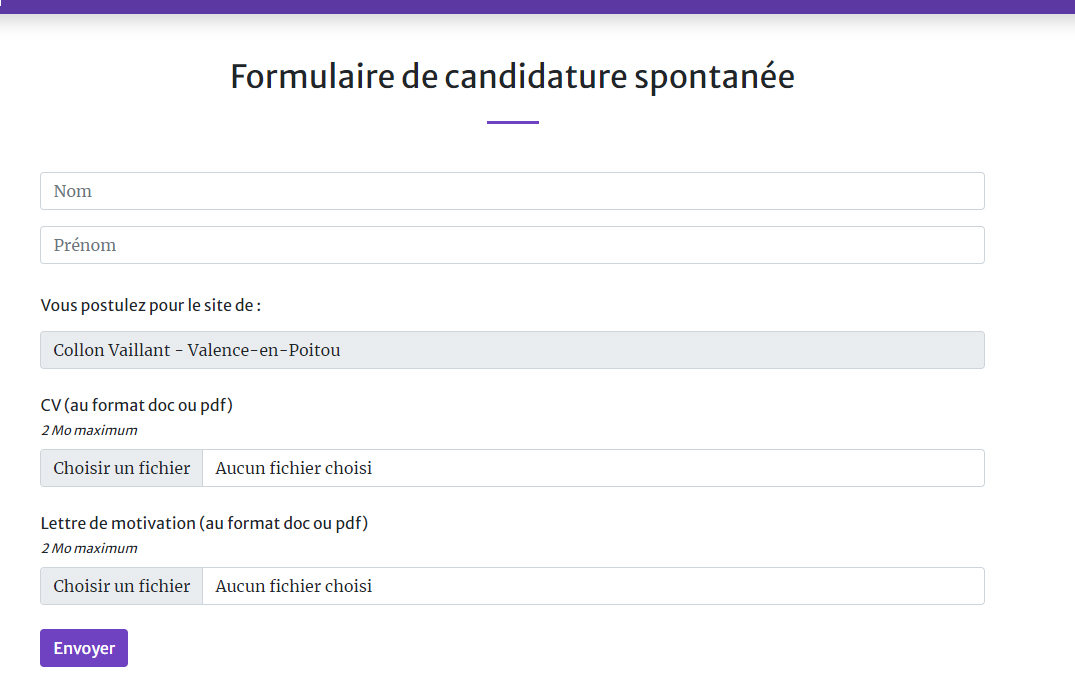 Formulaire de candidature spontanée
Nom
Prénom
Vous postulez pour le site de :
Collon Vaillant - Valence-en-Poitou
CV (au format doc ou pdf)
2 Mo maximum
Choisir un fichier Aucun fichier choisi
Lettre de motivation (au format doc ou pdf)
2 Mo maximum
Choisir un fichier Aucun fichier choisi
Envoyer